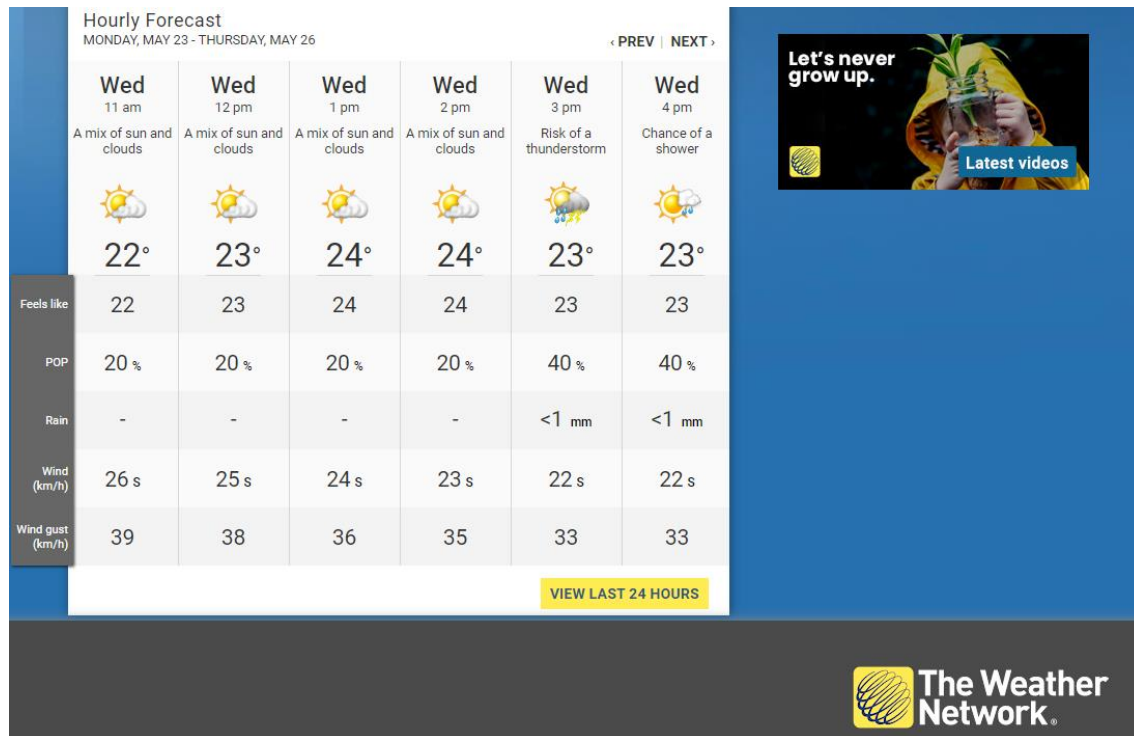 Hourly Forecast
MONDAY, MAY 23 - THURSDAY, MAY 26
‹ PREV | NEXT ›
Wed Wed Wed Wed Wed Wed
11 am 12 pm 1 pm 2 pm 3 pm 4 pm
A mix of sun and A mix of sun and A mix of sun and A mix of sun and Risk of a Chance of a
clouds clouds clouds clouds thunderstorm shower
22° 23° 24° 24° 23° 23°
Feels like 22 23 24 24 23 23
POP 20 % 20 % 20 % 20 % 40 % 40 %
Rain - - - - <1 mm <1 mm
Wind
(km/h) 26 s 25 s 24 s 23 s 22 s 22 s
Wind gust
(km/h) 39 38 36 35 33 33
VIEW LAST 24 HOURS
Let's never
grow up.
Latest videos
The Weather
Network.